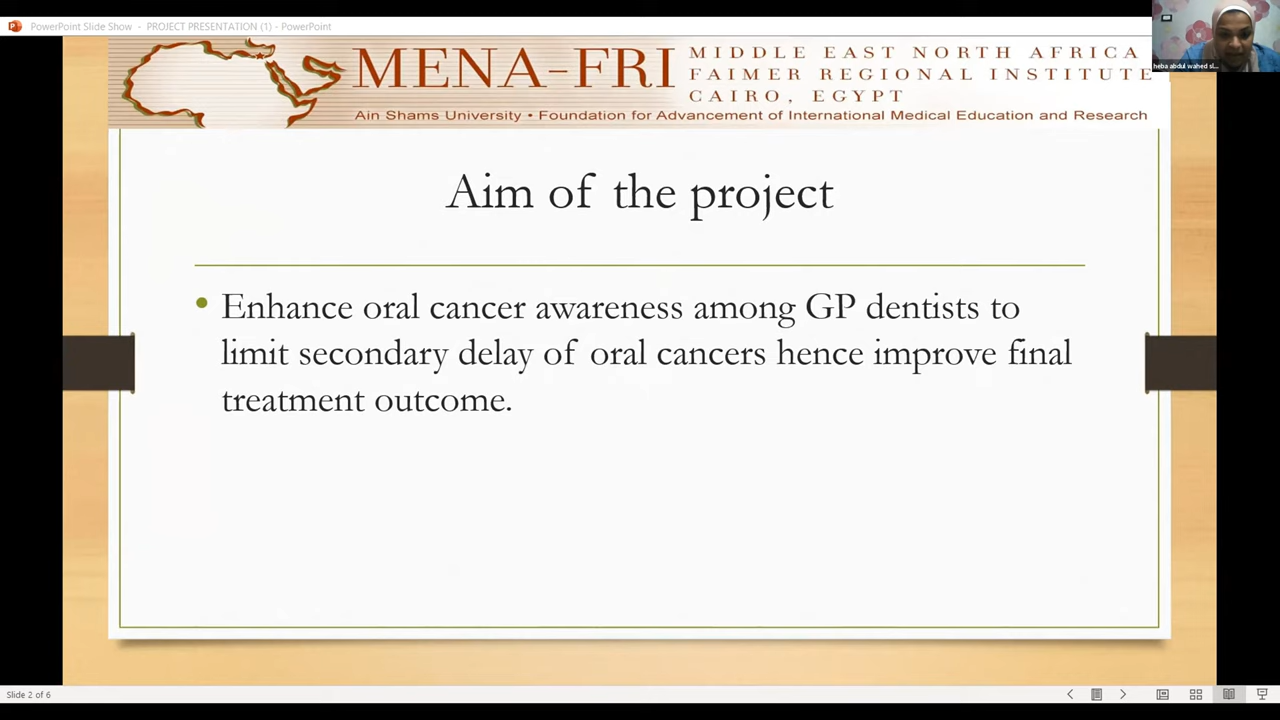 PowerPoint Slide Show - PROJECT PRESENTATION (1) - PowerPoint
heba abdul wahed sl...
MENA-FRI
MIDDLE EAST NORTH AFRICA
FAIMER REGIONAL INSTITUTE
CAIRO, EGYPT
Ain Shams University • Foundation for Advancement of International Medical Education and Research
Aim of the project
• Enhance oral cancer awareness among GP dentists to
limit secondary delay of oral cancers hence improve final
treatment outcome.
Slide 2 of 6